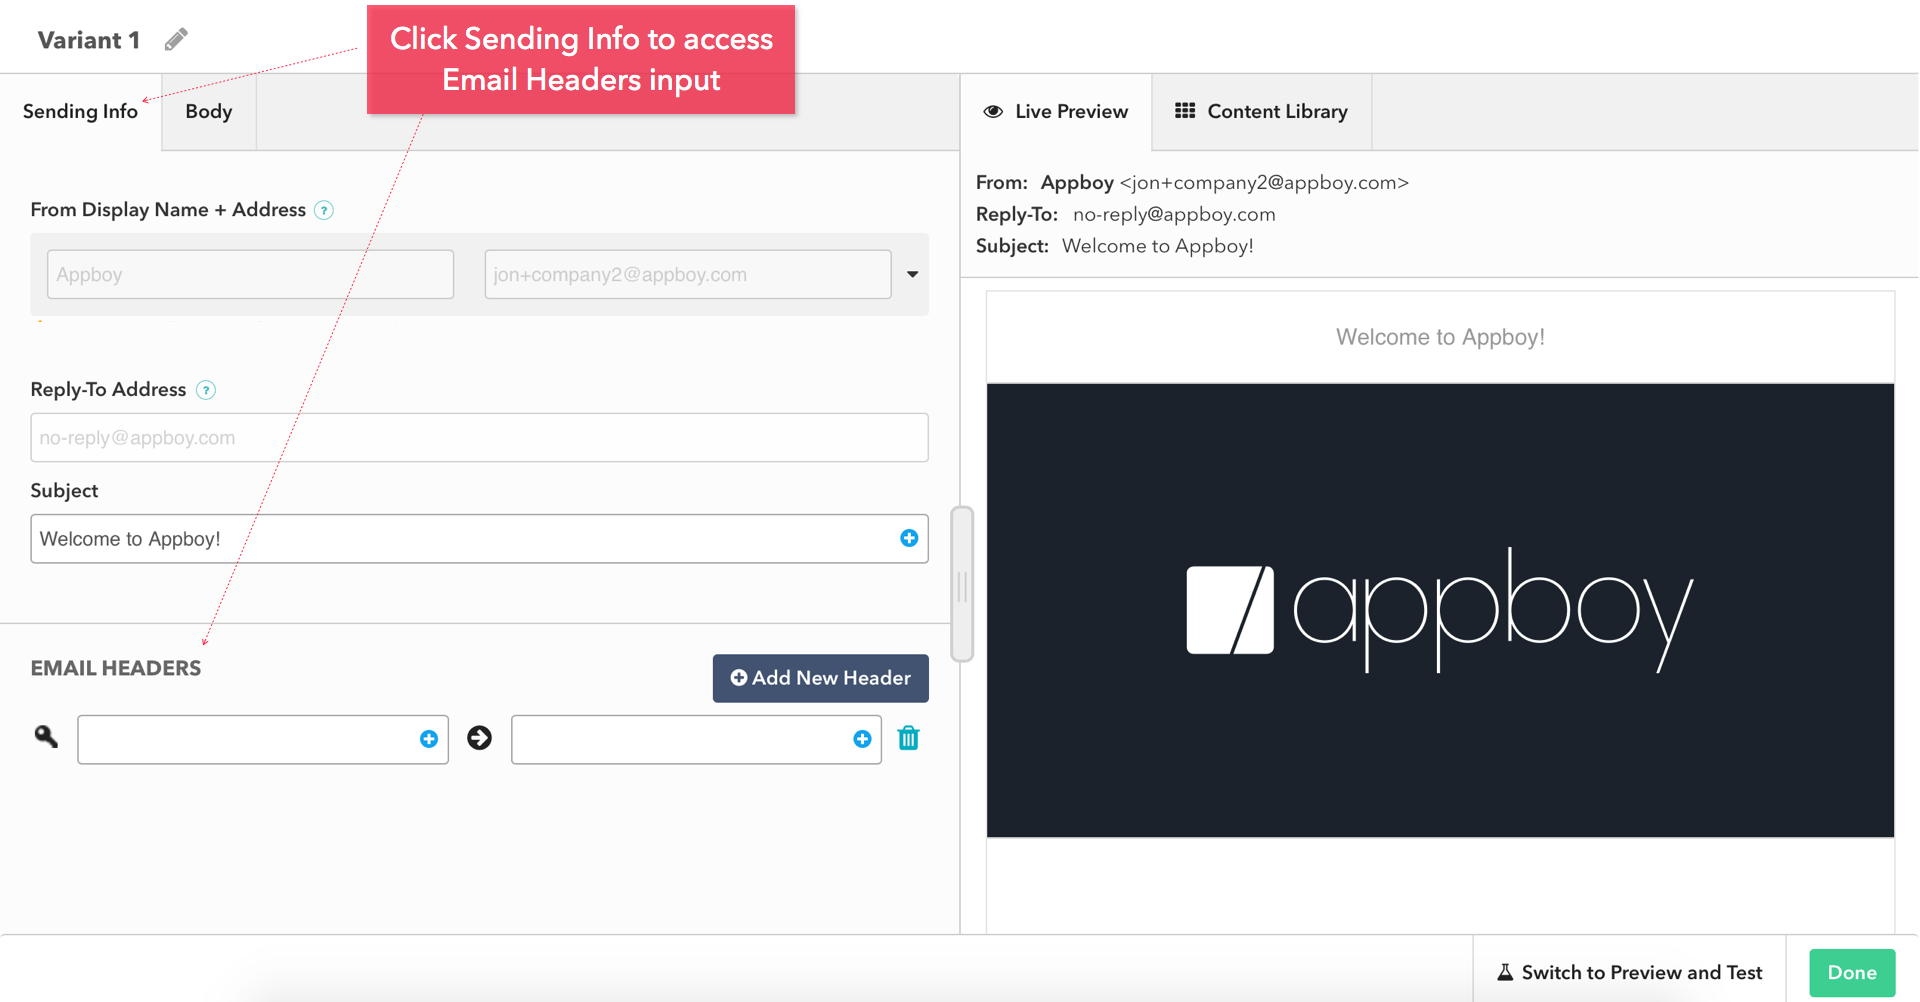 Variant 1
Click Sending Info to access
Email Headers input
Sending Info
Body
Live Preview
Content Library
From Display Name + Address ?
Appboy
jon+company2@appboy.com
Reply-To Address ?
no-reply@appboy.com
Subject
Welcome to Appboy!
EMAIL HEADERS
Add New Header
From: Appboy <jon+company2@appboy.com>
Reply-To: no-reply@appboy.com
Subject: Welcome to Appboy!
Welcome to Appboy!
appboy
Switch to Preview and Test
Done